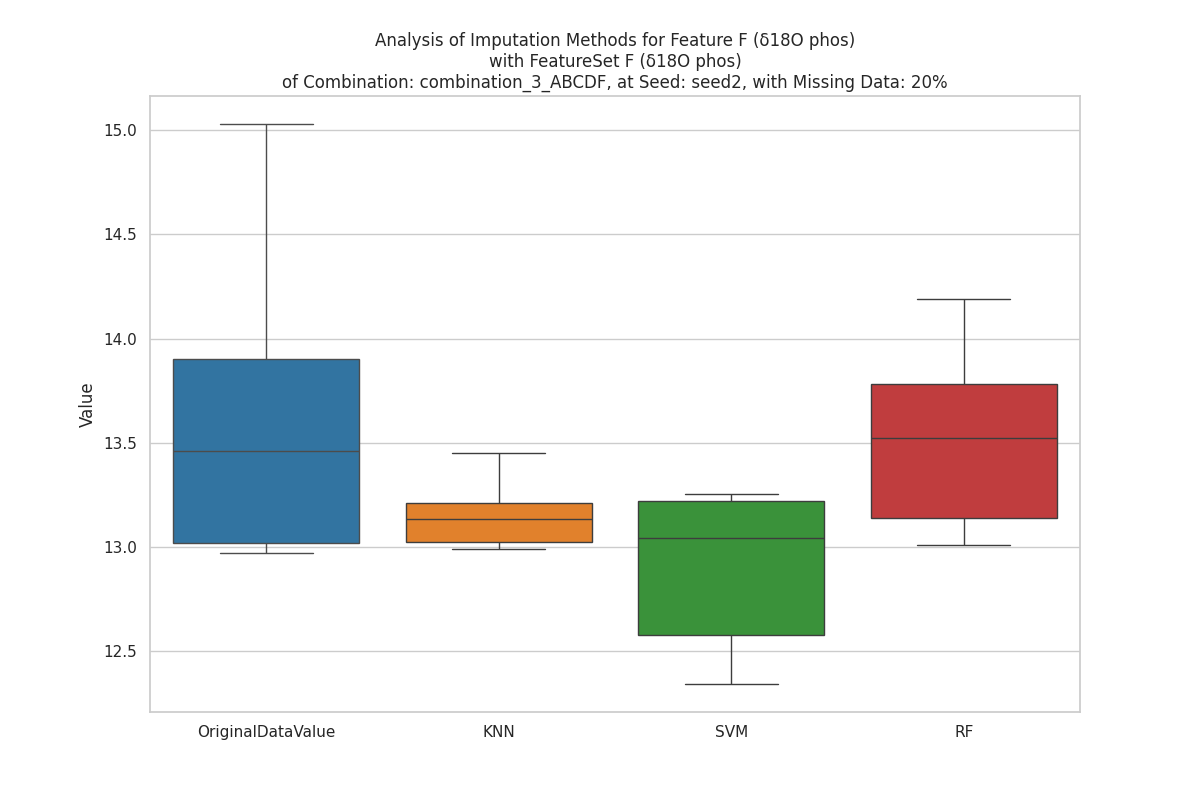 Analysis of Imputation Methods for Feature F (δ18O phos)
with FeatureSet F (δ18O phos)
of Combination: combination_3_ABCDF, at Seed: seed2, with Missing Data: 20%
15.0
14.5
14.0
13.5
13.0
12.5
Value
OriginalDataValue
KNN
SVM
RF